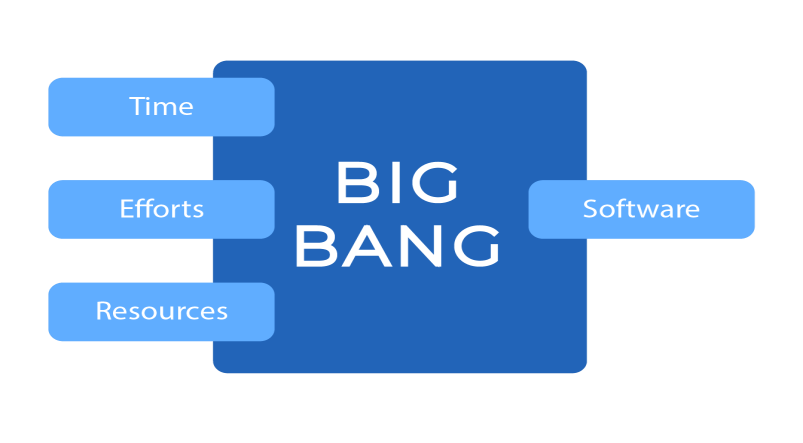 Time
Efforts
Resources
BIG
BANG
Software